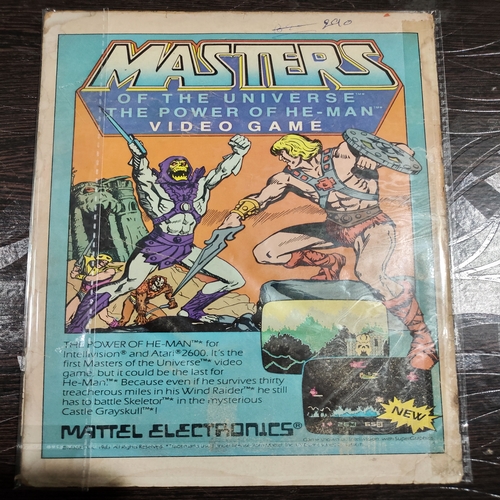 MASTERS
OF THE UNIVERSE™
THE POWER OF HE-MAN™
VIDEO GAME
THE POWER OF HE-MAN™* for
Intellivision® and Atari® 2600. It's the
first Masters of the Universe™ video
game, but it could be the last for
He-Man™* Because even if he survives thirty
treacherous miles in his Wind Raider™* he still
has to battle Skeletor™* in the mysterious
Castle Grayskull™*!
MATTEL ELECTRONICS®
NEW